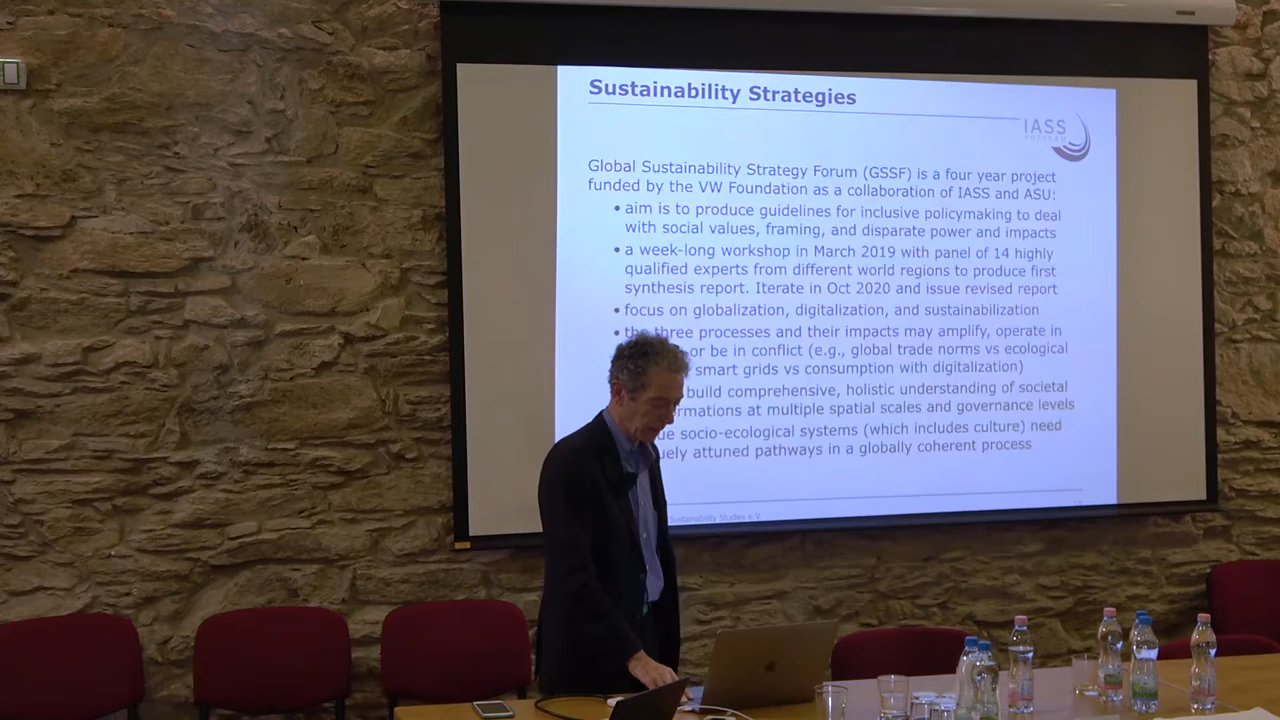 Sustainability Strategies
IASS
POTSDAM
Global Sustainability Strategy Forum (GSSF) is a four year project
funded by the VW Foundation as a collaboration of IASS and ASU:
• aim is to produce guidelines for inclusive policymaking to deal
with social values, framing, and disparate power and impacts
• a week-long workshop in March 2019 with panel of 14 highly
qualified experts from different world regions to produce first
synthesis report. Iterate in Oct 2020 and issue revised report
• focus on globalization, digitalization, and sustainabilization
• the three processes and their impacts may amplify, operate in
or be in conflict (e.g., global trade norms vs ecological
smart grids vs consumption with digitalization)
build comprehensive, holistic understanding of societal
rmations at multiple spatial scales and governance levels
ue socio-ecological systems (which includes culture) need
uely attuned pathways in a globally coherent process
Sustainability Studies e.V.